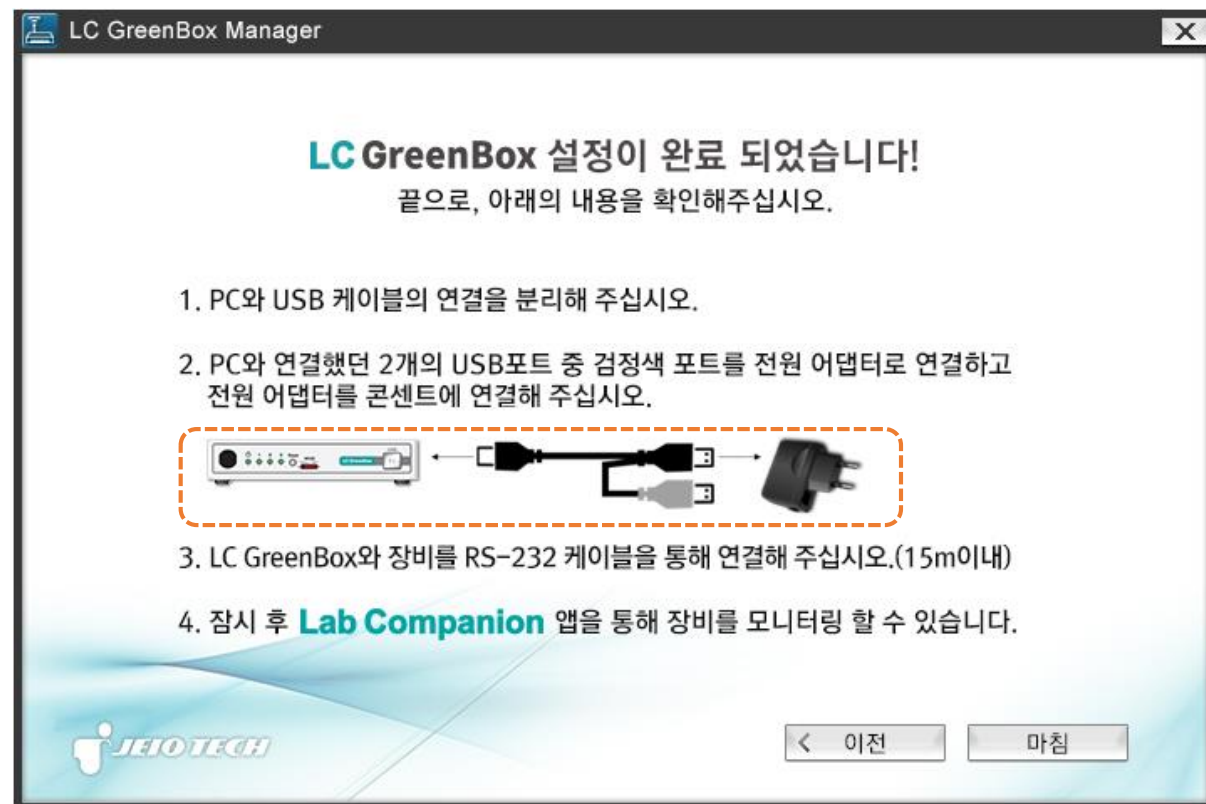 LC GreenBox Manager
LC GreenBox 설정이 완료 되었습니다!
끝으로, 아래의 내용을 확인해주십시오.
1. PC와 USB 케이블의 연결을 분리해 주십시오.
2. PC와 연결했던 2개의 USB포트 중 검정색 포트를 전원 어댑터로 연결하고
전원 어댑터를 콘센트에 연결해 주십시오.
3. LC GreenBox와 장비를 RS-232 케이블을 통해 연결해 주십시오.(15m이내)
4. 잠시 후 Lab Companion 앱을 통해 장비를 모니터링 할 수 있습니다.
JEIO TECH
< 이전
마침